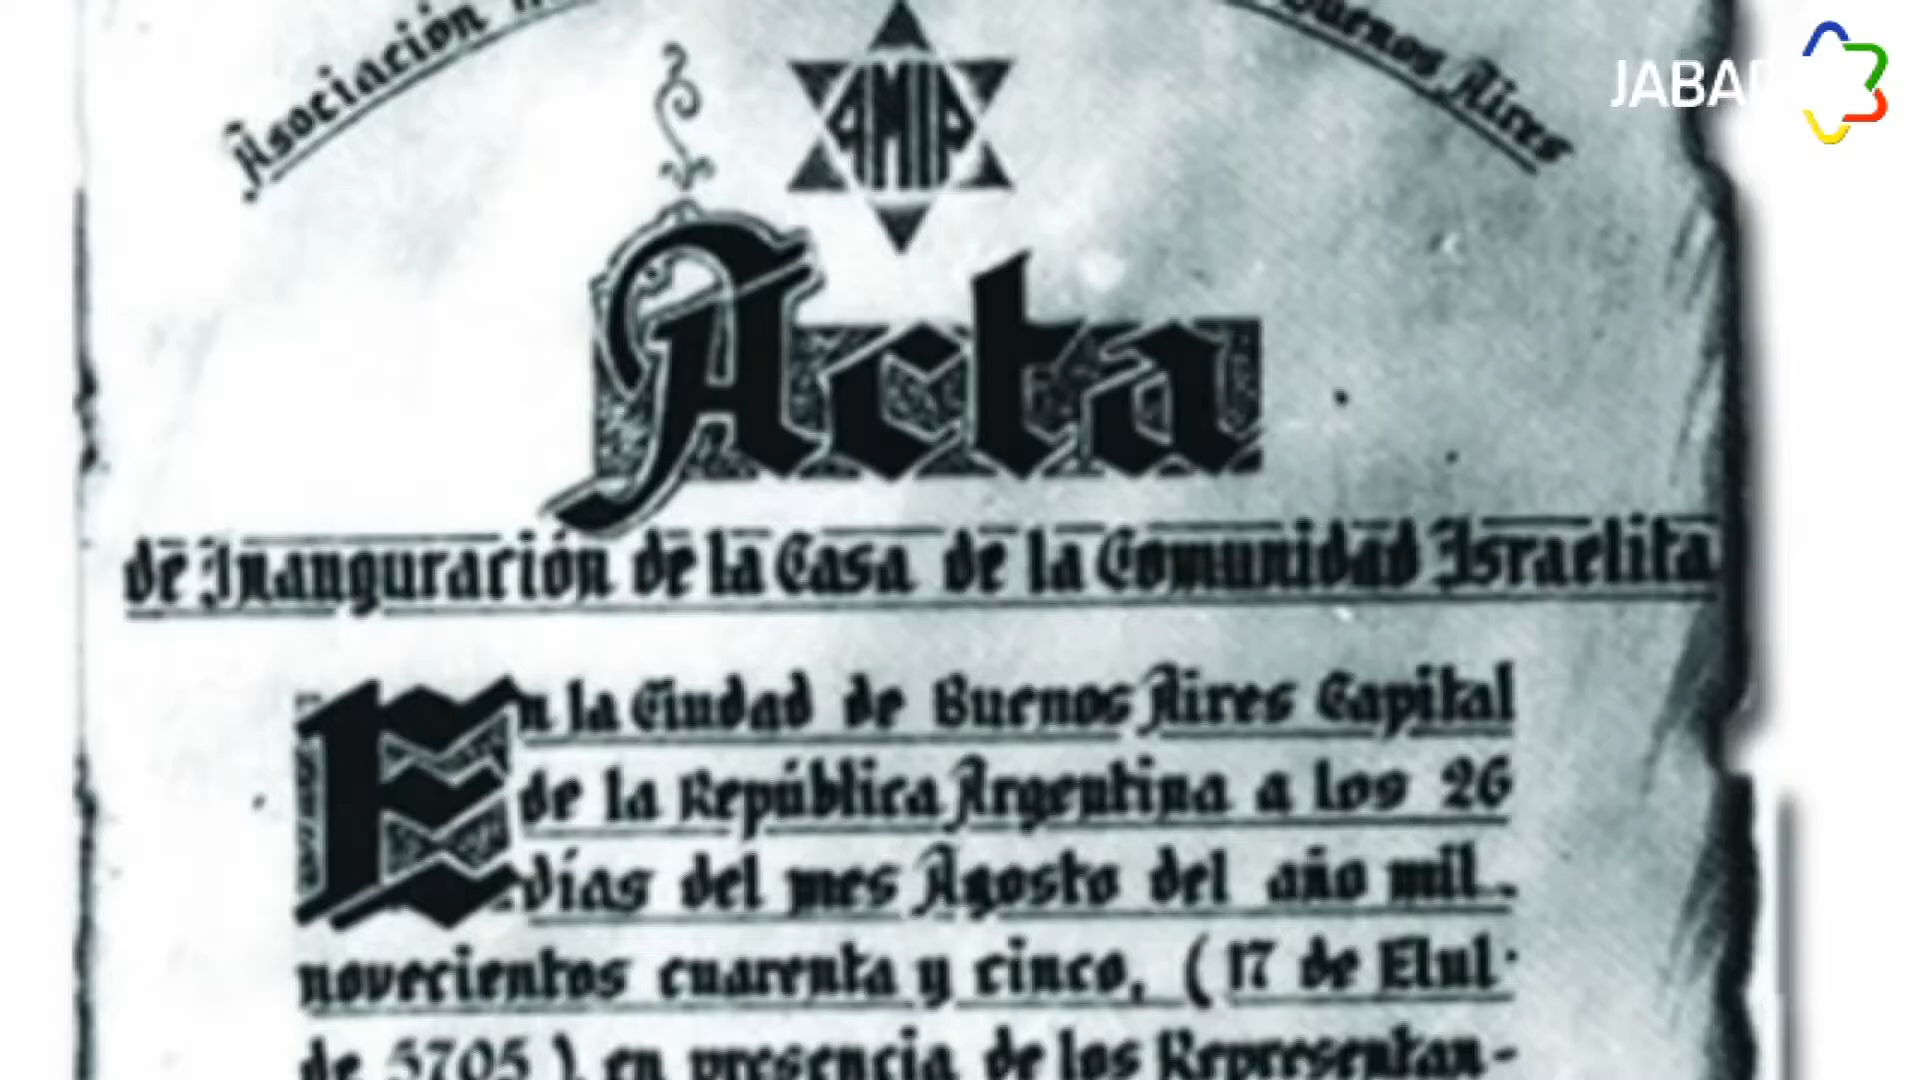 Asociación
Buenos Aires
JABAD
AMIA
Acta
de Inauguración de la Casa de la Comunidad Israelita
En la Ciudad de Buenos Aires Capital
de la República Argentina a los 26
días del mes Agosto del año mil
novecientos cuarenta y cinco, (17 de Elul
de 5705), en presencia de los Representan-